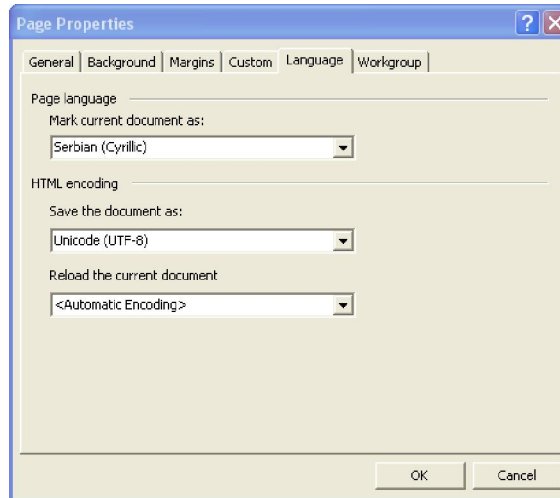 Page Properties
General Background Margins Custom Language Workgroup
Page language
Mark current document as:
Serbian (Cyrillic)
HTML encoding
Save the document as:
Unicode (UTF-8)
Reload the current document
<Automatic Encoding>
OK Cancel